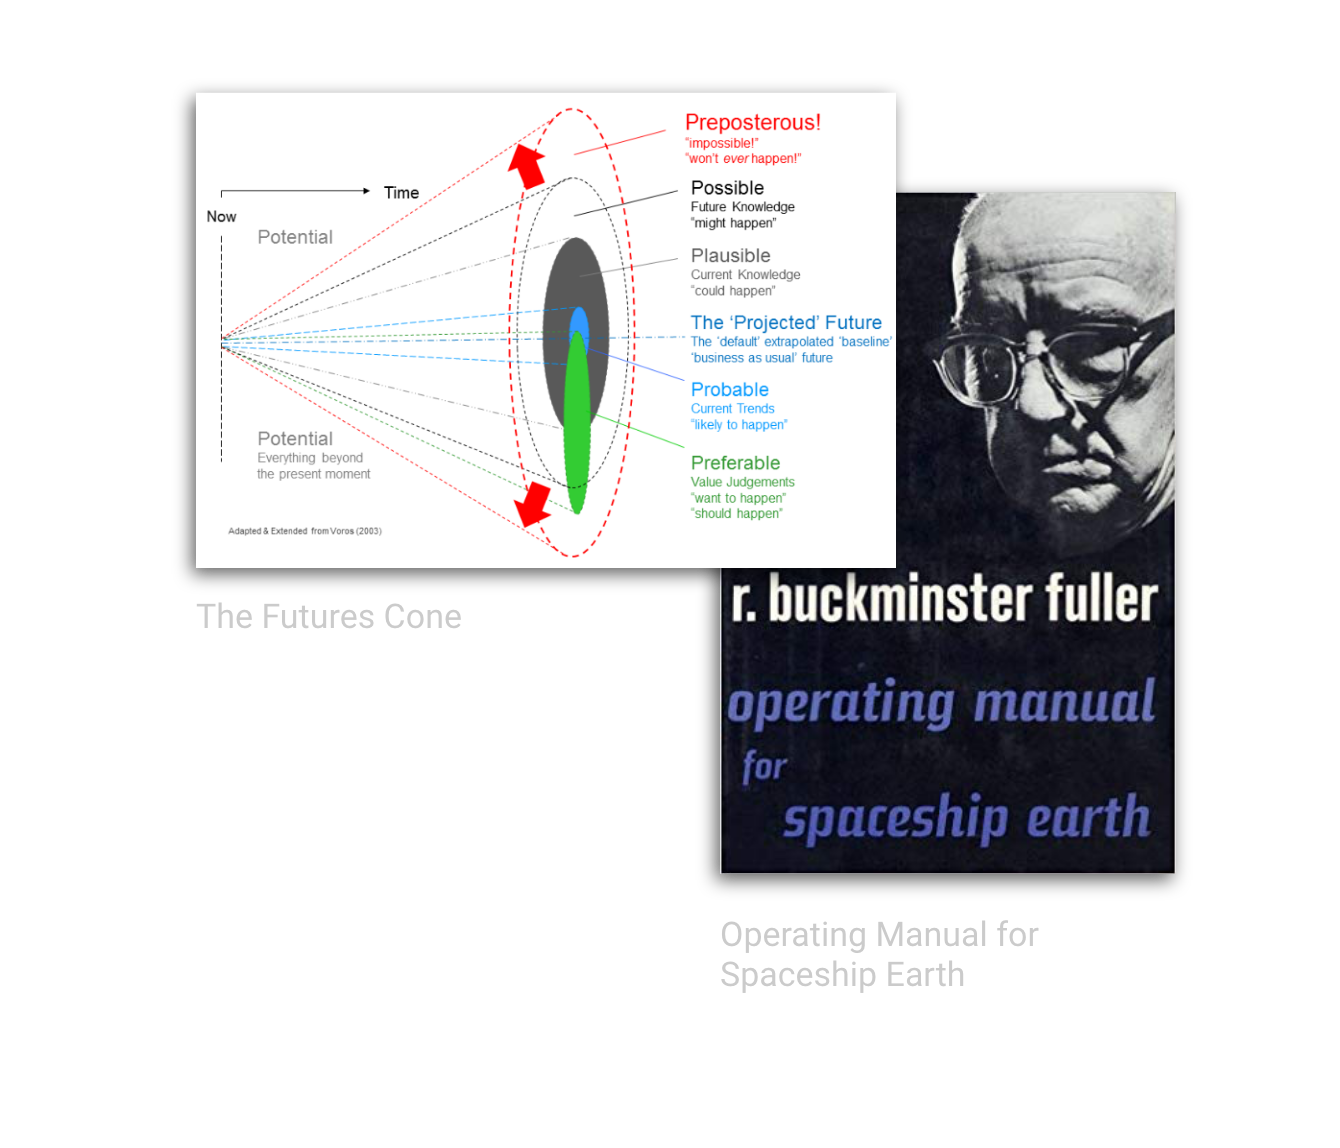 Preposterous!
"impossible!"
"won't ever happen!"
Time
Now
Potential
Possible
Future Knowledge
"might happen"
Plausible
Current Knowledge
"could happen"
The 'Projected' Future
The 'default' extrapolated 'baseline'
'business as usual' future
Probable
Current Trends
"likely to happen"
Potential
Everything beyond
the present moment
Preferable
Value Judgements
"want to happen"
"should happen"
Adapted & Extended from Voros (2003)
The Futures Cone
r. buckminster fuller
operating manual
for
spaceship earth
Operating Manual for
Spaceship Earth